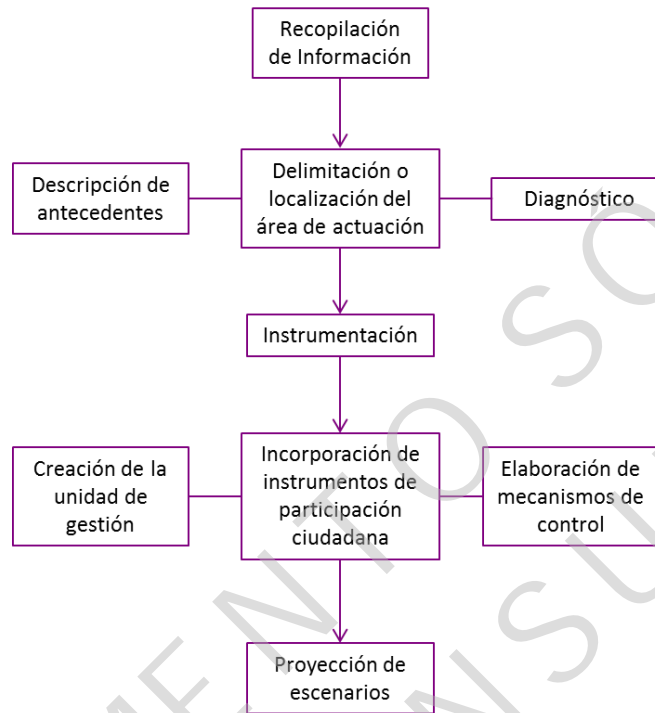 Recopilación
de Información
Descripción de
antecedentes
Delimitación o
localización del
área de actuación
Diagnóstico
Instrumentación
Creación de la
unidad de
gestión
Incorporación de
instrumentos de
participación
ciudadana
Elaboración de
mecanismos de
control
Proyección de
escenarios